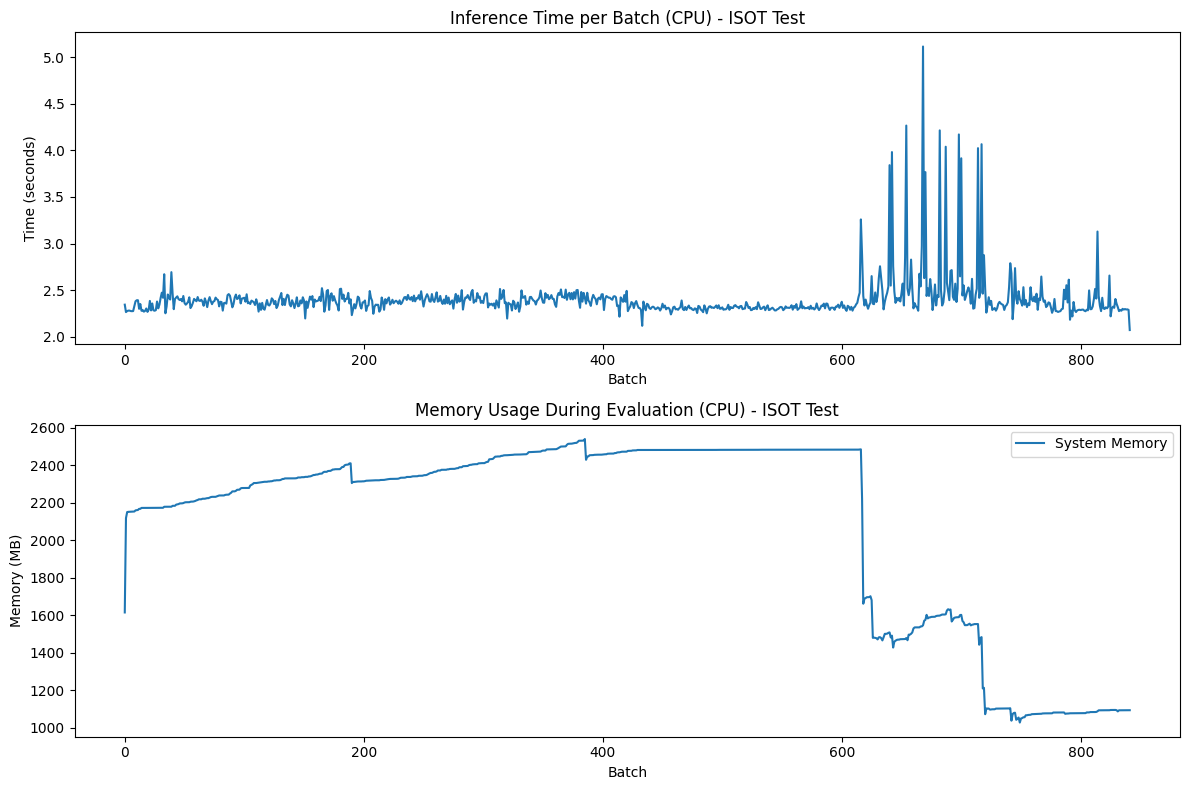 Inference Time per Batch (CPU) - ISOT Test
5.0
4.5
4.0
3.5
3.0
2.5
2.0
Time (seconds)
0 200 400 600 800
Batch
Memory Usage During Evaluation (CPU) - ISOT Test
System Memory
2600
2400
2200
2000
1800
1600
1400
1200
1000
Memory (MB)
0 200 400 600 800
Batch